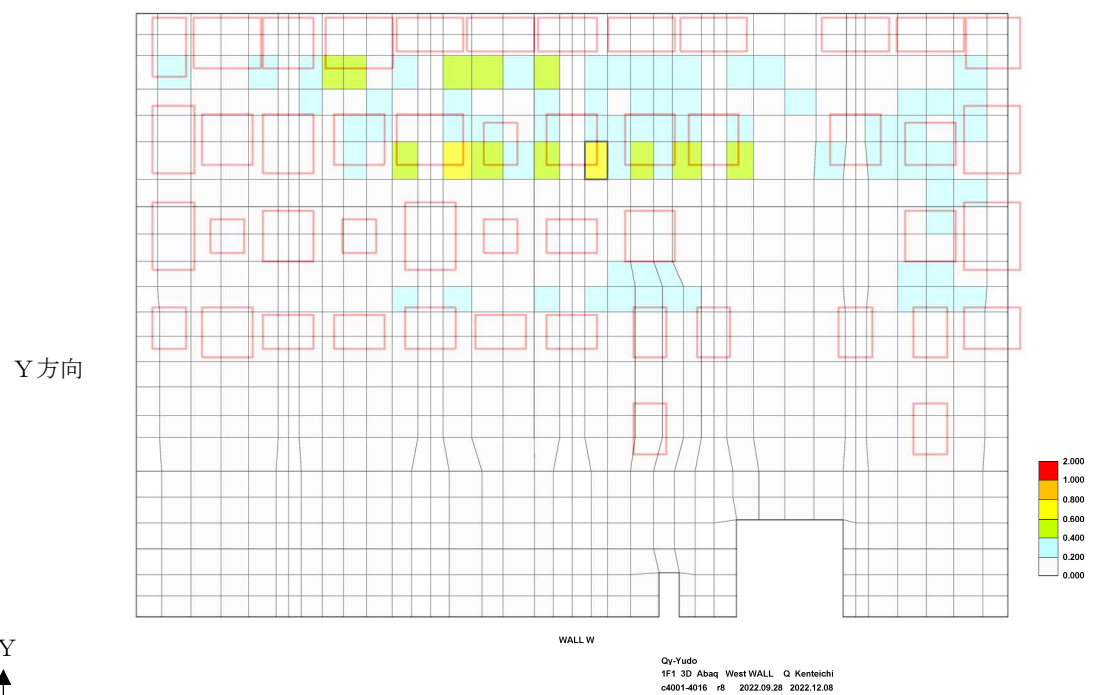 Ｙ方向
2.000
1.000
0.800
0.600
0.400
0.200
0.000
WALL W
Y
Qy-Yudo
1F1 3D Abaq West WALL Q Kenteichi
c4001-4016 r8 2022.09.28 2022.12.08